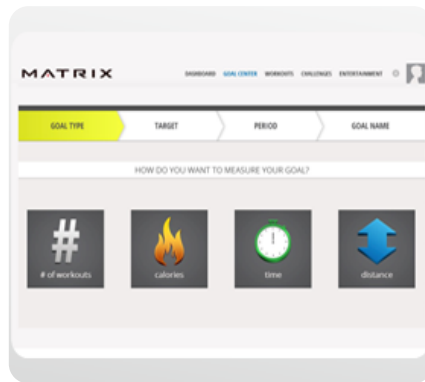 MATRIX
DASHBOARD GOAL CENTER WORKOUTS CHALLENGES ENTERTAINMENT
GOAL TYPE TARGET PERIOD GOAL NAME
HOW DO YOU WANT TO MEASURE YOUR GOAL?
# of workouts calories time distance